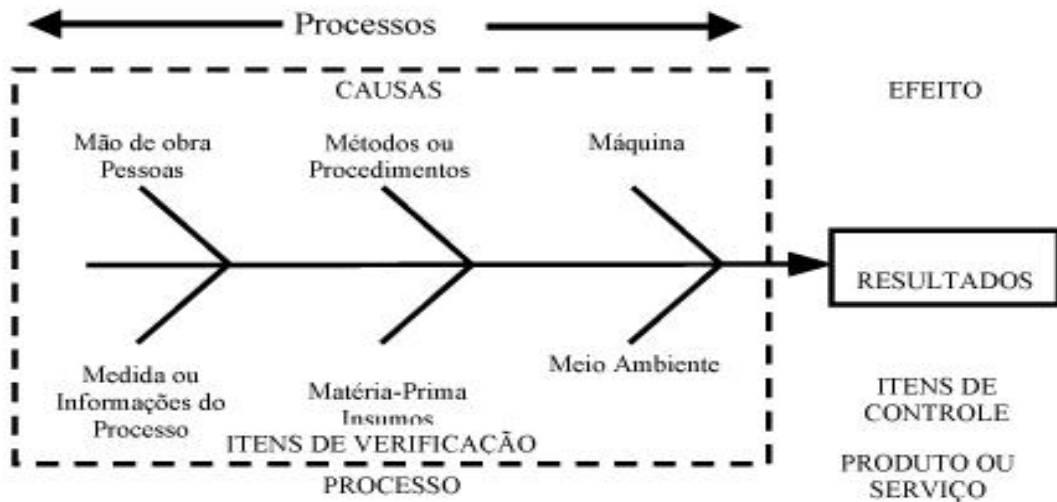 Processos
CAUSAS
EFEITO
Mão de obra
Pessoas
Métodos ou
Procedimentos
Máquina
RESULTADOS
Medida ou
Informações do
Processo
Matéria-Prima
Insumos
Meio Ambiente
ITENS DE VERIFICAÇÃO
PROCESSO
ITENS DE
CONTROLE
PRODUTO OU
SERVIÇO